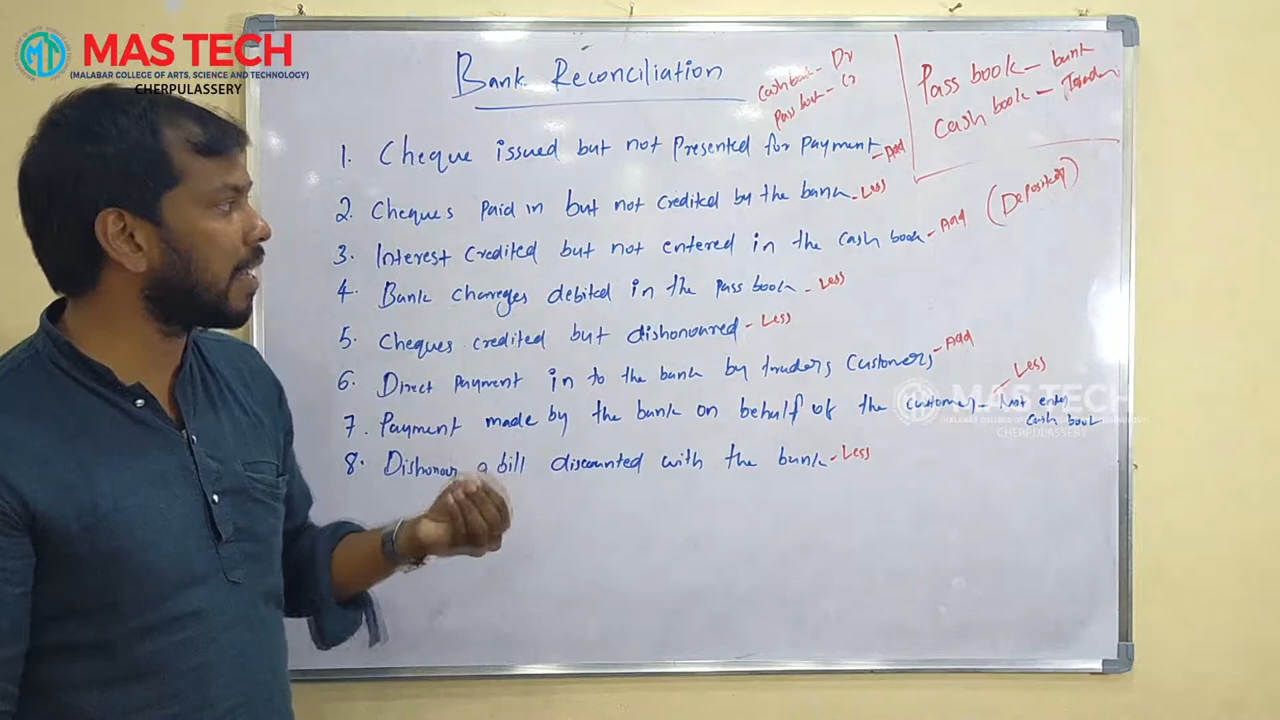 MAS TECH
(MALABAR COLLEGE OF ARTS, SCIENCE AND TECHNOLOGY)
CHERPULASSERY
Bank Reconciliation
Cash book - Dr
Pass book - Cr
Pass book - bank
Cash book -
1. Cheque issued but not Presented for Payment - Add
2. Cheques Paid in but not credited by the bank - Less
(Depositor)
3. Interest credited but not entered in the cash book - Add
4. Bank debited in the Pass book - Less
5. Cheques credited but dishonoured - Less
6. Direct Payment in to the bank by traders Customers - Add
7. Payment made by the bank on behalf of the customer - Less
Not enter
Cash book
8. Dishonour a bill discounted with the bank - Less
MAS TECH
CHERPULASSERY